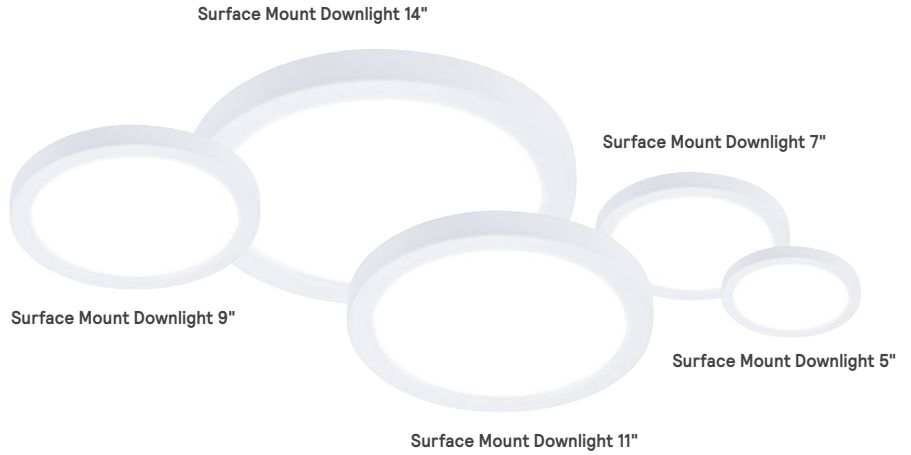 Surface Mount Downlight 14"
Surface Mount Downlight 7"
Surface Mount Downlight 9"
Surface Mount Downlight 5"
Surface Mount Downlight 11"